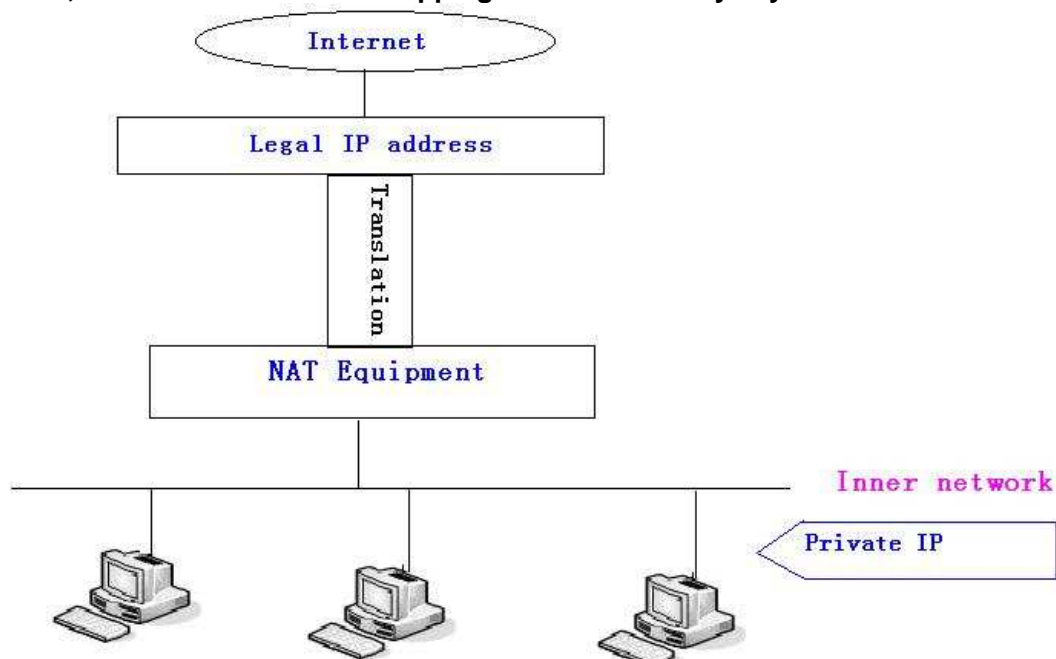 Internet
Legal IP address
Translation
NAT Equipment
Inner network
Private IP